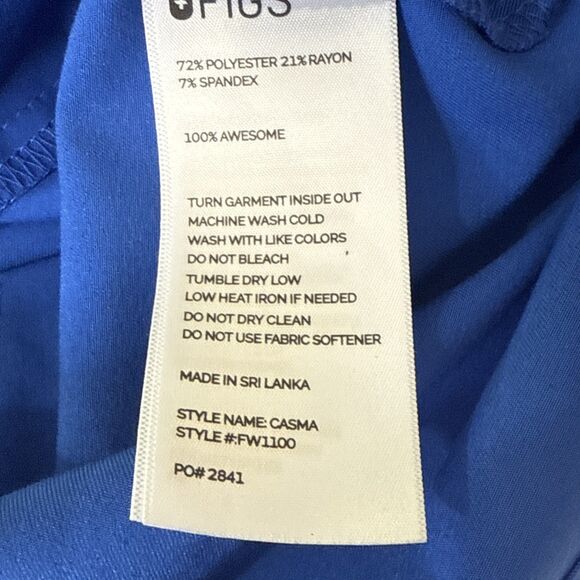 FIGS
72% POLYESTER 21% RAYON
7% SPANDEX
100% AWESOME
TURN GARMENT INSIDE OUT
MACHINE WASH COLD
WASH WITH LIKE COLORS
DO NOT BLEACH
TUMBLE DRY LOW
LOW HEAT IRON IF NEEDED
DO NOT DRY CLEAN
DO NOT USE FABRIC SOFTENER
MADE IN SRI LANKA
STYLE NAME: CASMA
STYLE #:FW1100
PO# 2841